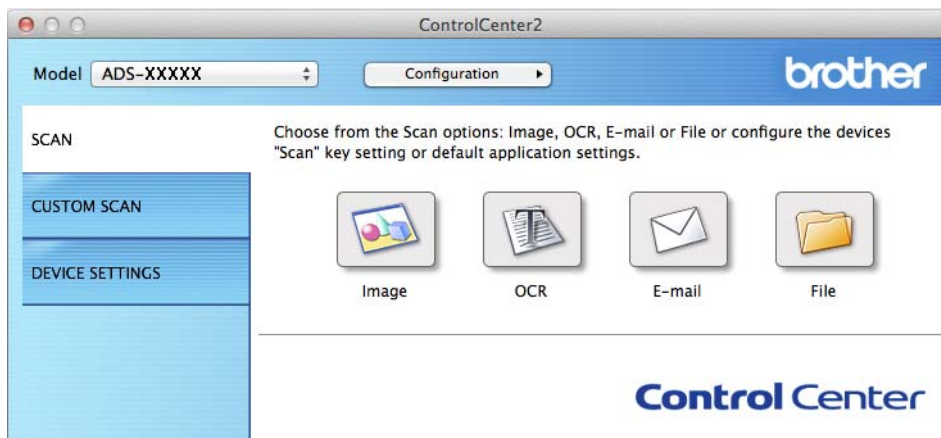 ControlCenter2
Model ADS-XXXXX Configuration brother
SCAN
CUSTOM SCAN
DEVICE SETTINGS
Choose from the Scan options: Image, OCR, E-mail or File or configure the devices
"Scan" key setting or default application settings.
Image OCR E-mail File
Control Center